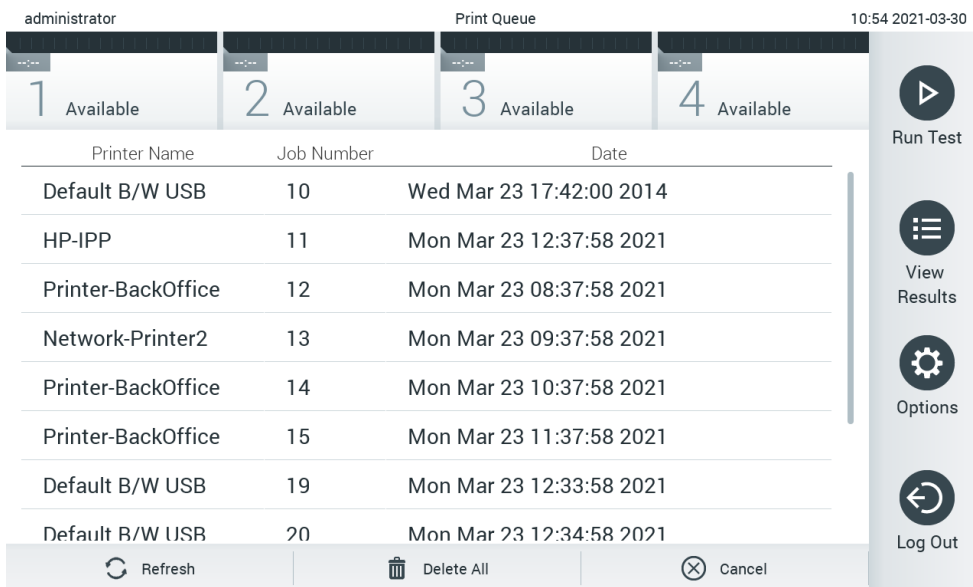 administrator
Print Queue
10:54 2021-03-30
--:--
--:--
--:--
--:--
1 Available
2 Available
3 Available
4 Available
Run Test
Printer Name Job Number Date
Default B/W USB 10 Wed Mar 23 17:42:00 2014
HP-IPP 11 Mon Mar 23 12:37:58 2021
Printer-BackOffice 12 Mon Mar 23 08:37:58 2021
Network-Printer2 13 Mon Mar 23 09:37:58 2021
Printer-BackOffice 14 Mon Mar 23 10:37:58 2021
Printer-BackOffice 15 Mon Mar 23 11:37:58 2021
Default B/W USB 19 Mon Mar 23 12:33:58 2021
Default B/W USB 20 Mon Mar 23 12:34:58 2021
View
Results
Options
Log Out
Refresh
Delete All
Cancel